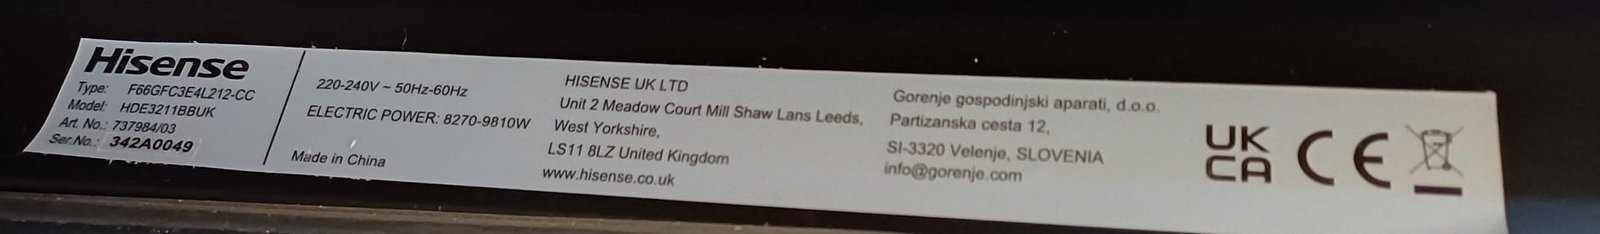 Hisense
Type: F66GFC3E4L212-CC
Model: HDE3211BBUK
Art. No.: 737984/03
Ser.No.: 342A0049
220-240V ~ 50Hz-60Hz
ELECTRIC POWER: 8270-9810W
Made in China
HISENSE UK LTD
Unit 2 Meadow Court Mill Shaw Lans Leeds,
West Yorkshire,
LS11 8LZ United Kingdom
www.hisense.co.uk
Gorenje gospodinjski aparati, d.o.o.
Partizanska cesta 12,
SI-3320 Velenje, SLOVENIA
info@gorenje.com
UK
CA
CE